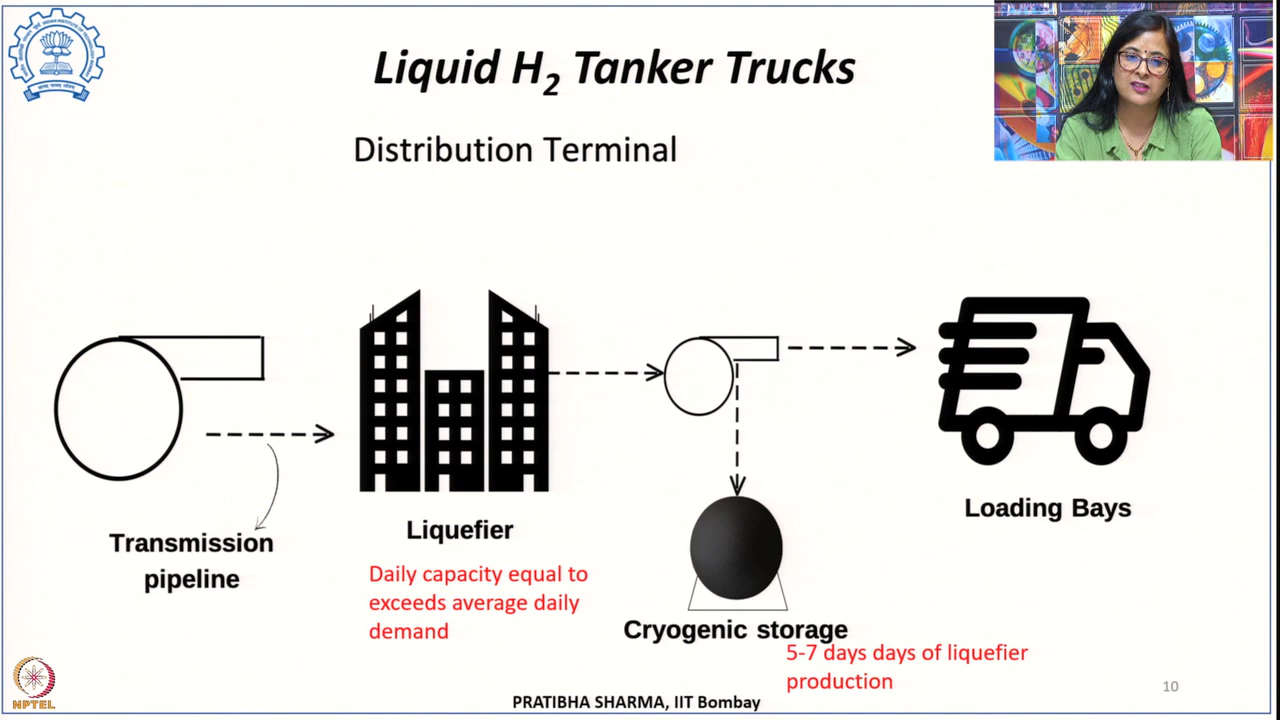 Liquid H2 Tanker Trucks
Distribution Terminal
Transmission
pipeline
Liquefier
Daily capacity equal to
exceeds average daily
demand
Cryogenic storage
5-7 days days of liquefier
production
Loading Bays
NPTEL
PRATIBHA SHARMA, IIT Bombay
10